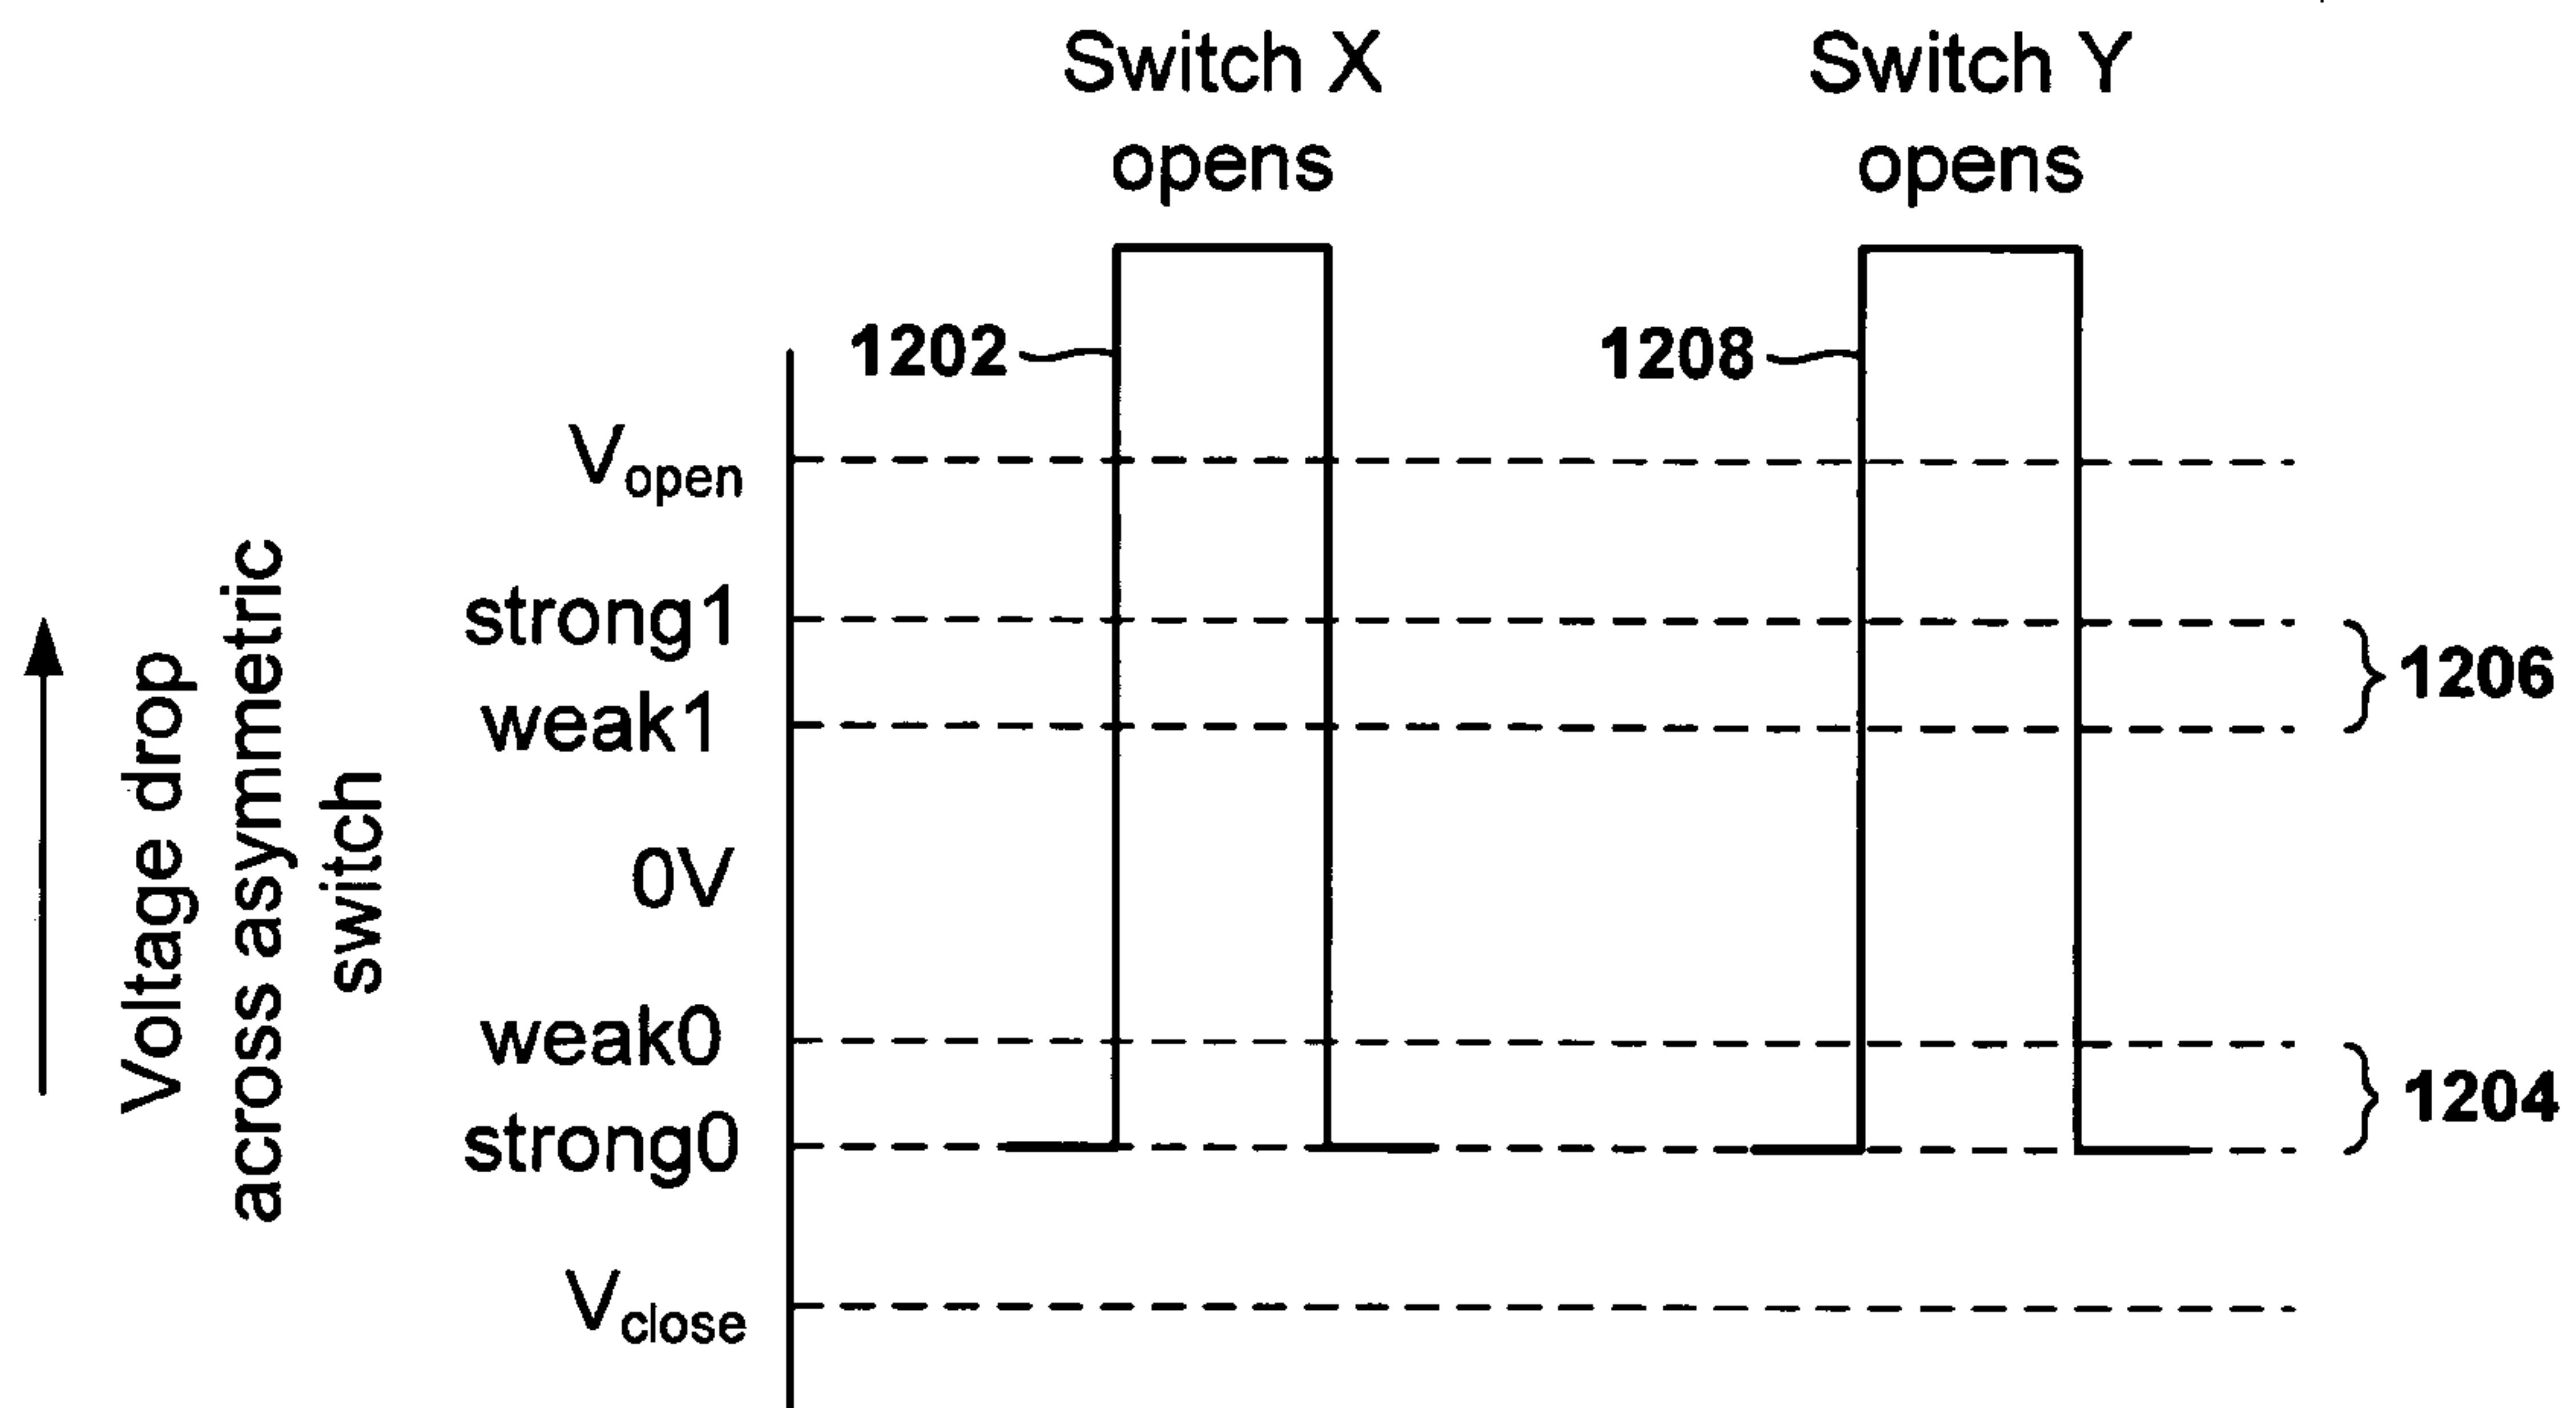 Switch X
opens
Switch Y
opens
1202
1208
Vopen
strong1
weak1
1206
0V
weak0
strong0
1204
Vclose
Voltage drop
across asymmetric
switch